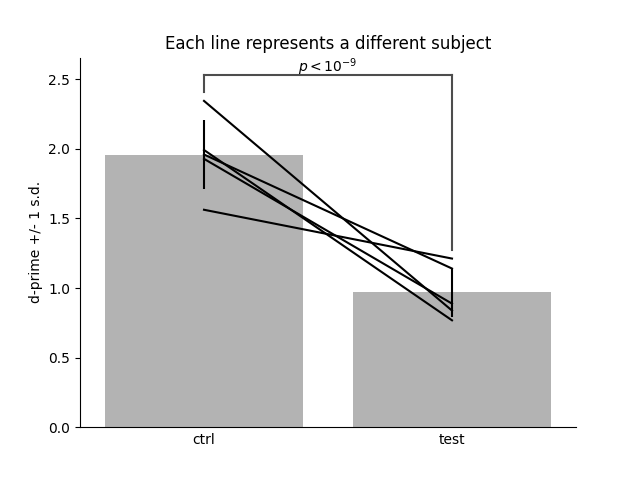 Each line represents a different subject
p < 10⁻⁹
d-prime +/- 1 s.d.
2.5
2.0
1.5
1.0
0.5
0.0
ctrl test